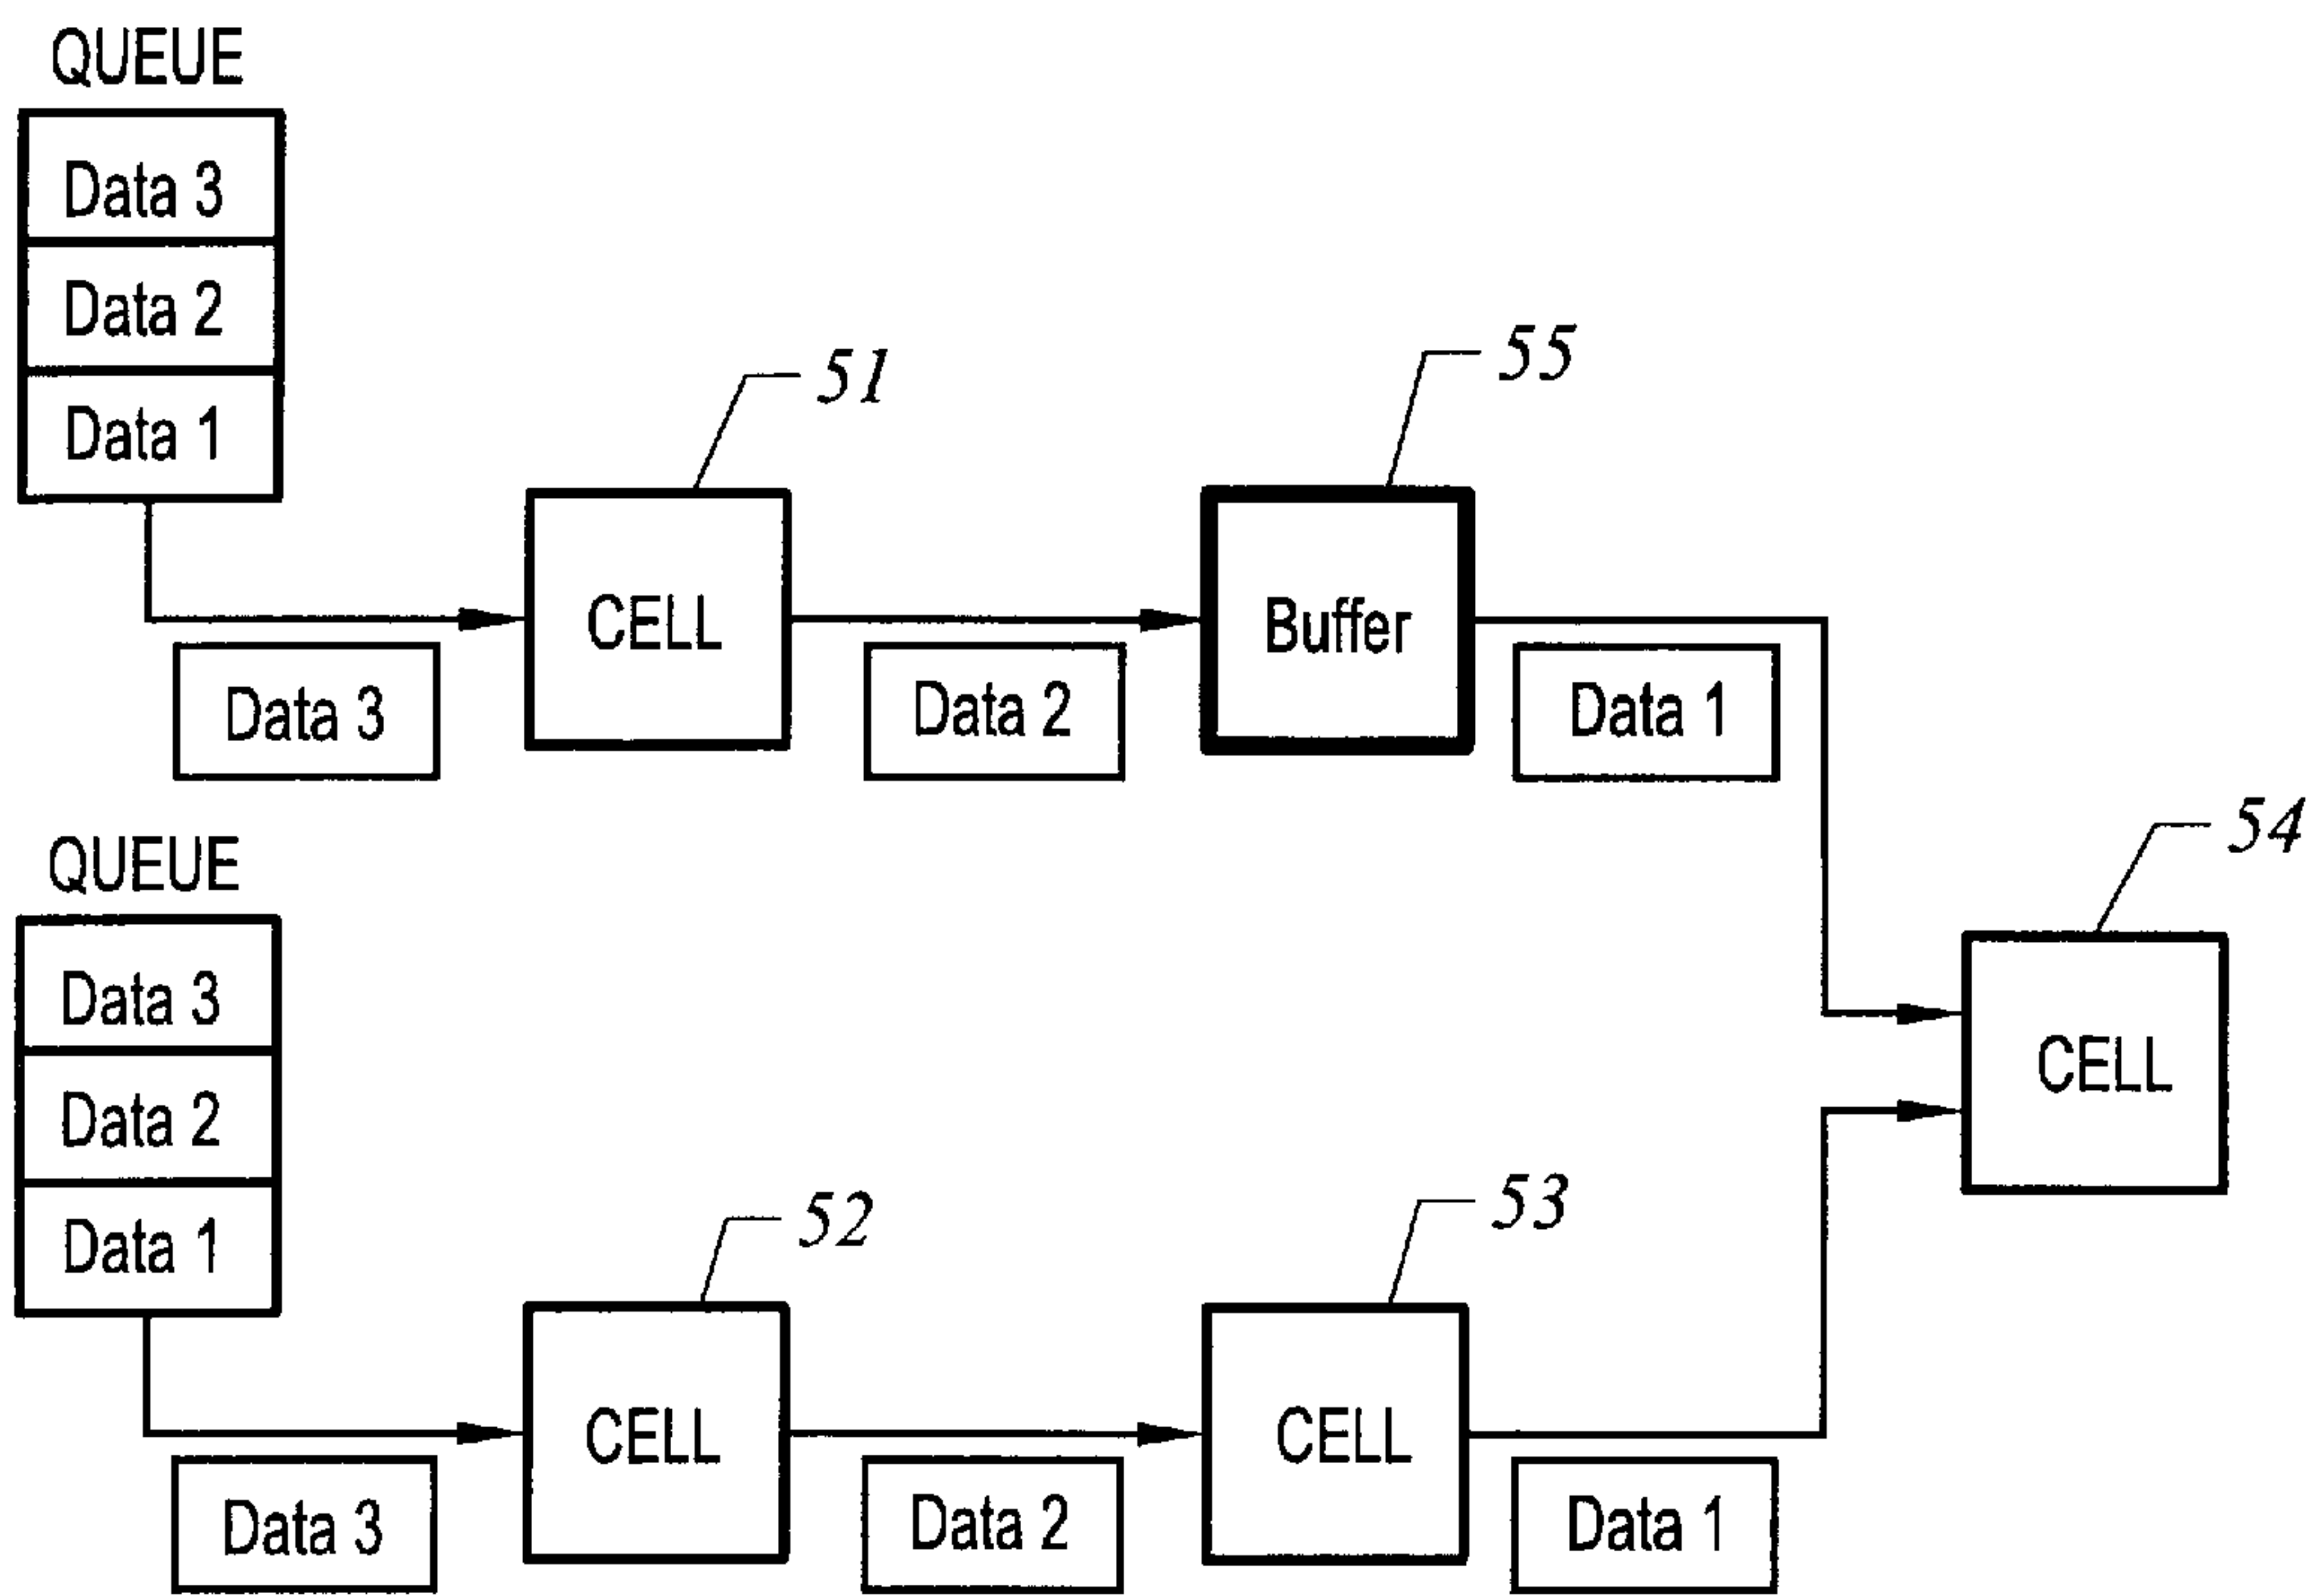 QUEUE
Data 3
Data 2
Data 1
51
55
CELL
Buffer
Data 3
Data 2
Data 1
54
QUEUE
Data 3
Data 2
Data 1
CELL
52
53
CELL
CELL
Data 3
Data 2
Data 1